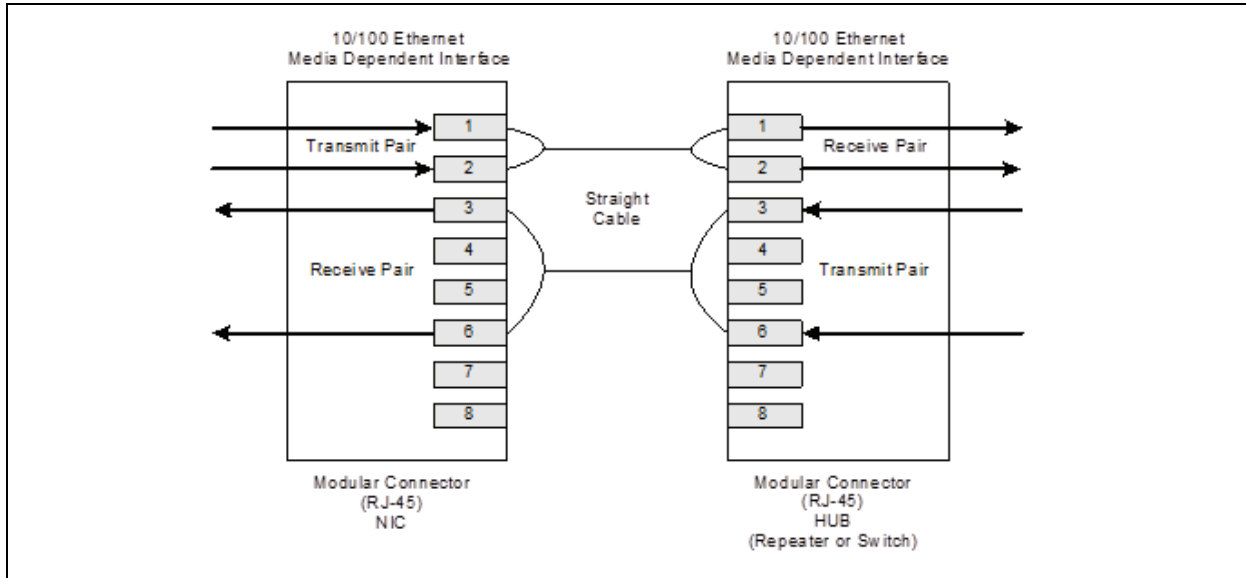 10/100 Ethernet
Media Dependent Interface
10/100 Ethernet
Media Dependent Interface
1
Transmit Pair
2
3
4
Receive Pair
5
6
7
8
Straight
Cable
1
Receive Pair
2
3
4
Transmit Pair
5
6
7
8
Modular Connector
(RJ-45)
NIC
Modular Connector
(RJ-45)
HUB
(Repeater or Switch)